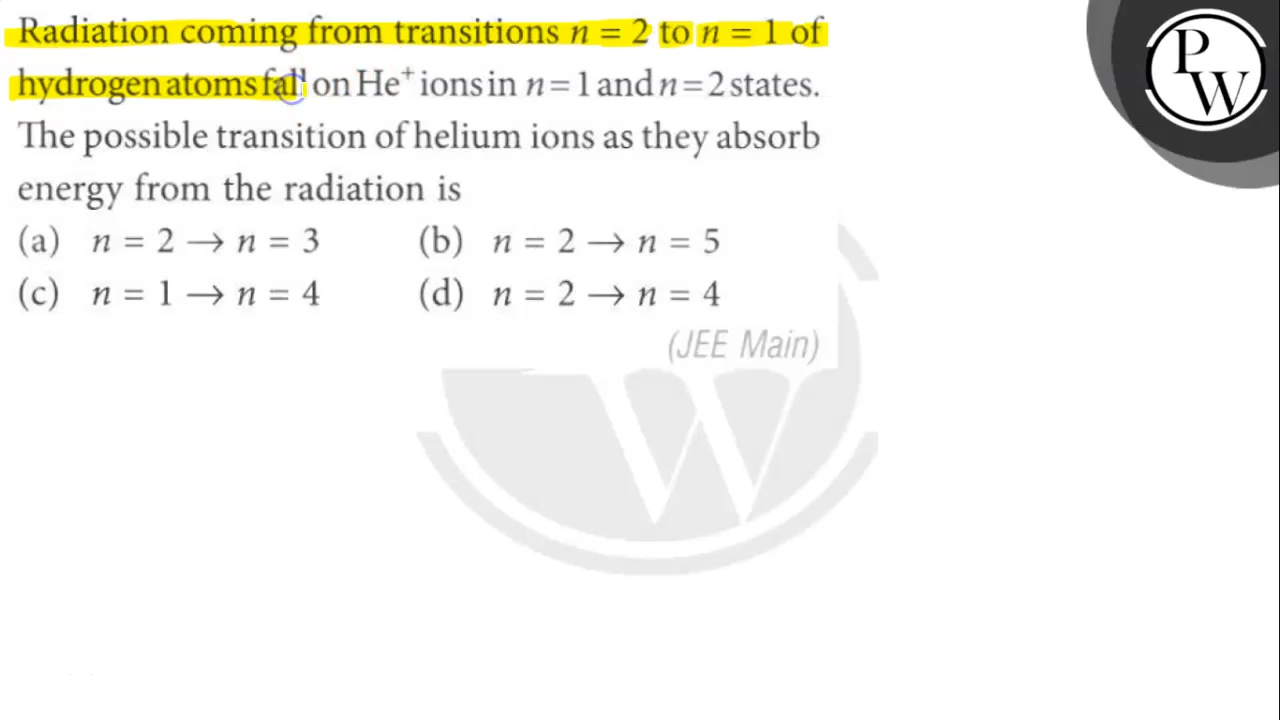 Radiation coming from transitions n = 2 to n = 1 of
hydrogen atoms fall on He⁺ ions in n = 1 and n = 2 states.
The possible transition of helium ions as they absorb
energy from the radiation is
(a) n = 2 → n = 3 (b) n = 2 → n = 5
(c) n = 1 → n = 4 (d) n = 2 → n = 4
(JEE Main)
P
W